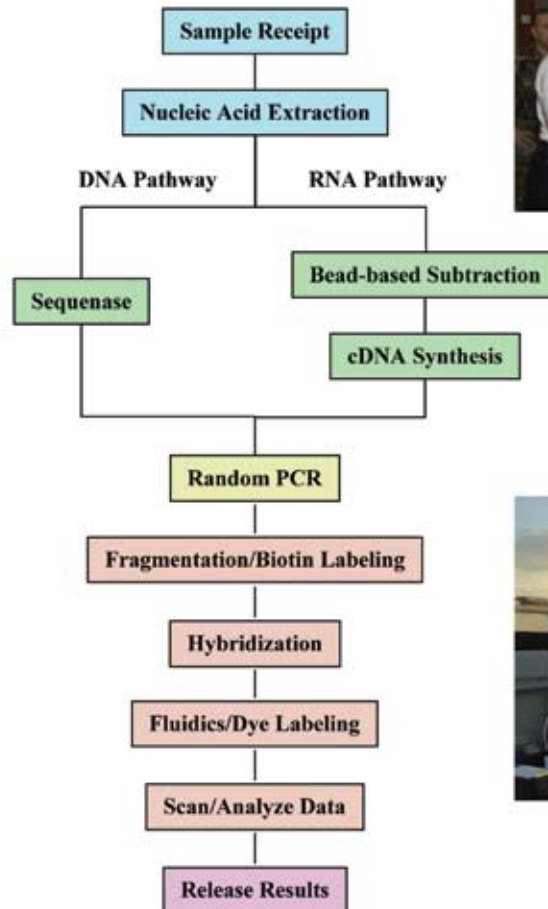 Sample Receipt
Nucleic Acid Extraction
DNA Pathway
RNA Pathway
Sequenase
Bead-based Subtraction
cDNA Synthesis
Random PCR
Fragmentation/Biotin Labeling
Hybridization
Fluidics/Dye Labeling
Scan/Analyze Data
Release Results